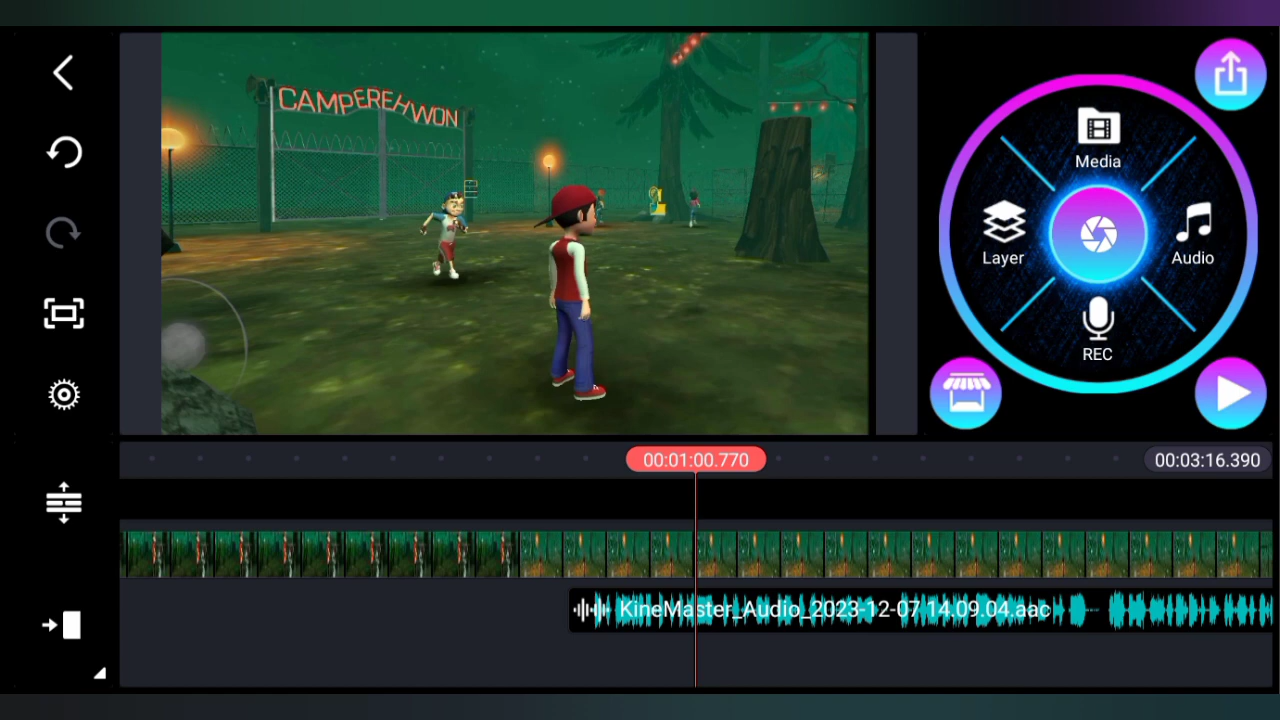 CAMPEREHWON
Media
Layer
Audio
REC
00:01:00.770
00:03:16.390
KineMaster_Audio_2023-12-07 14.09.04.aac